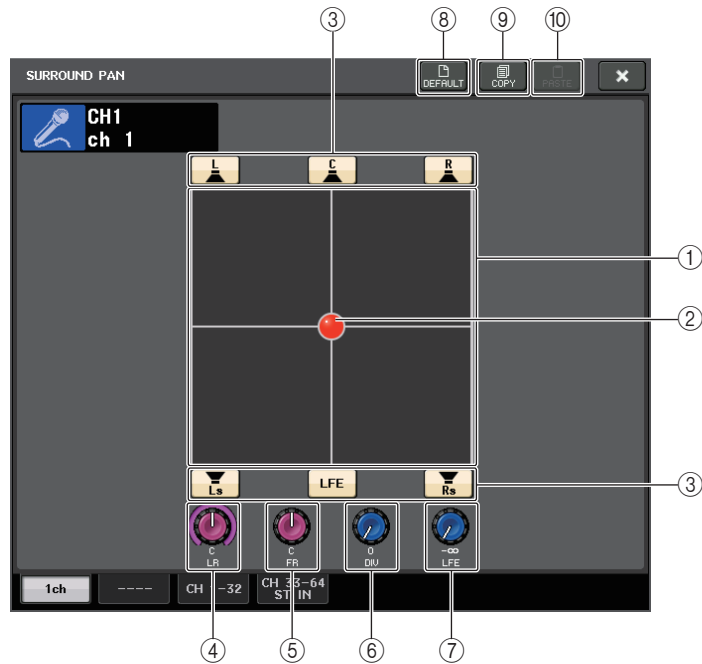 ③ ⑧ ⑨ ⑩
SURROUND PAN
DEFAULT
COPY
PASTE
CH1
ch 1
L C R
①
②
Ls LFE Rs
③
C C 0 -∞
LR FR DIV LFE
1ch ---- CH -32 CH 33-64
ST IN
④ ⑤ ⑥ ⑦